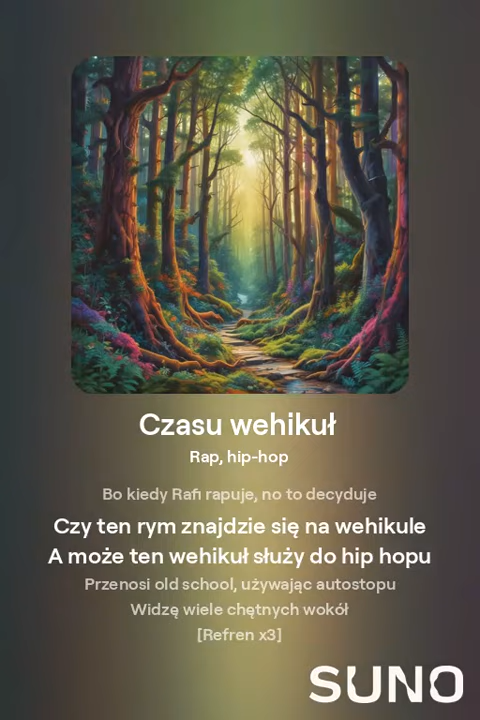 Czasu wehikuł
Rap, hip-hop
Bo kiedy Rafi rapuje, no to decyduje
Czy ten rym znajdzie się na wehikule
A może ten wehikuł służy do hip hopu
Przenosi old school, używając autostopu
Widzę wiele chętnych wokół
[Refren x3]
SUNO